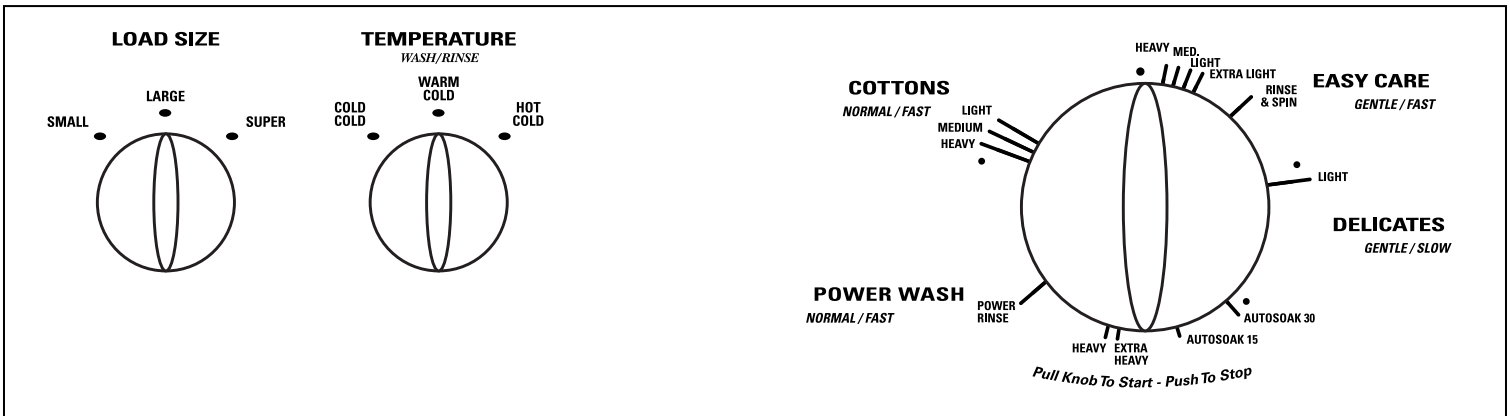 LOAD SIZE
SMALL
LARGE
SUPER
TEMPERATURE
WASH/RINSE
COLD
COLD
WARM
COLD
HOT
COLD
COTTONS
NORMAL / FAST
LIGHT
MEDIUM
HEAVY
HEAVY
MED.
LIGHT
EXTRA LIGHT
RINSE
& SPIN
EASY CARE
GENTLE / FAST
LIGHT
DELICATES
GENTLE / SLOW
POWER WASH
NORMAL / FAST
POWER
RINSE
HEAVY
EXTRA
HEAVY
AUTOSOAK 15
AUTOSOAK 30
Pull Knob To Start - Push To Stop